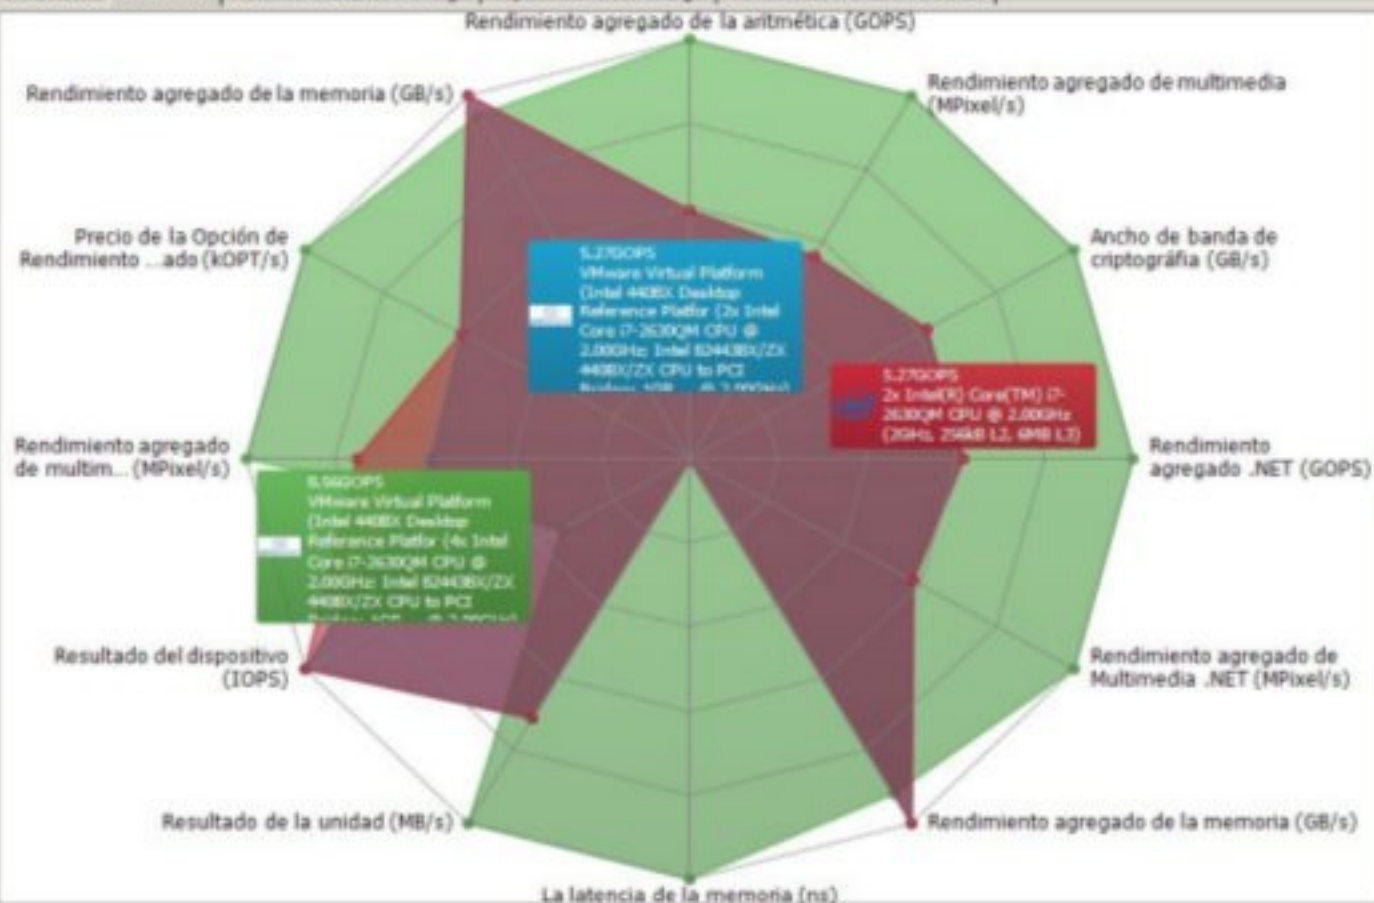 Rendimiento agregado de la aritmética (GOPS)
Rendimiento agregado de multimedia
(MPixel/s)
Rendimiento agregado de la memoria (GB/s)
Precio de la Opción de
Rendimiento ...ado (kOPT/s)
Ancho de banda de
criptográfia (GB/s)
5.27GOPS
VMware Virtual Platform
(Intel 440BX Desktop
Reference Platfor (2x Intel
Core i7-2630QM CPU @
2.00GHz; Intel 82443BX/ZX
440BX/ZX CPU to PCI
5.27GOPS
2x Intel(R) Core(TM) i7-
2630QM CPU @ 2.00GHz
(2GHz, 256kB L2, 6MB L3)
Rendimiento agregado
de multim... (MPixel/s)
Rendimiento
agregado .NET (GOPS)
VMware Virtual Platform
(Intel 440BX Desktop
Reference Platfor (4x Intel
Core i7-2630QM CPU @
2.00GHz; Intel 82443BX/ZX
440BX/ZX CPU to PCI
Resultado del dispositivo
(IOPS)
Rendimiento agregado de
Multimedia .NET (MPixel/s)
Resultado de la unidad (MB/s)
Rendimiento agregado de la memoria (GB/s)
La latencia de la memoria (ns)